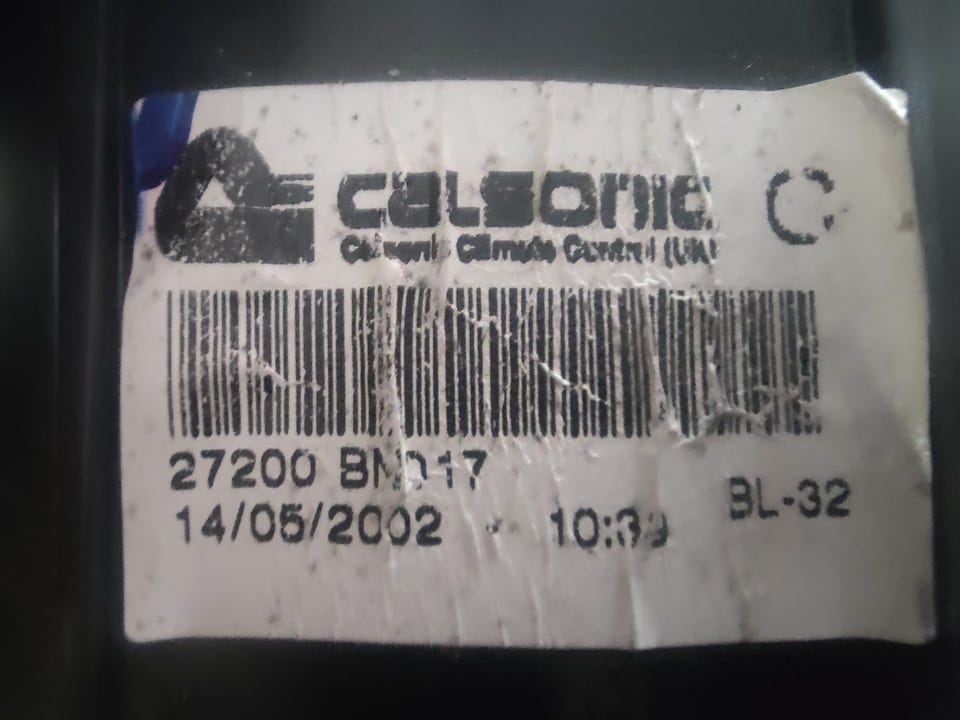 calsonic
C
Calsonic Climate Control (UK)
27200 BN017
14/05/2002 - 10:39
BL-32